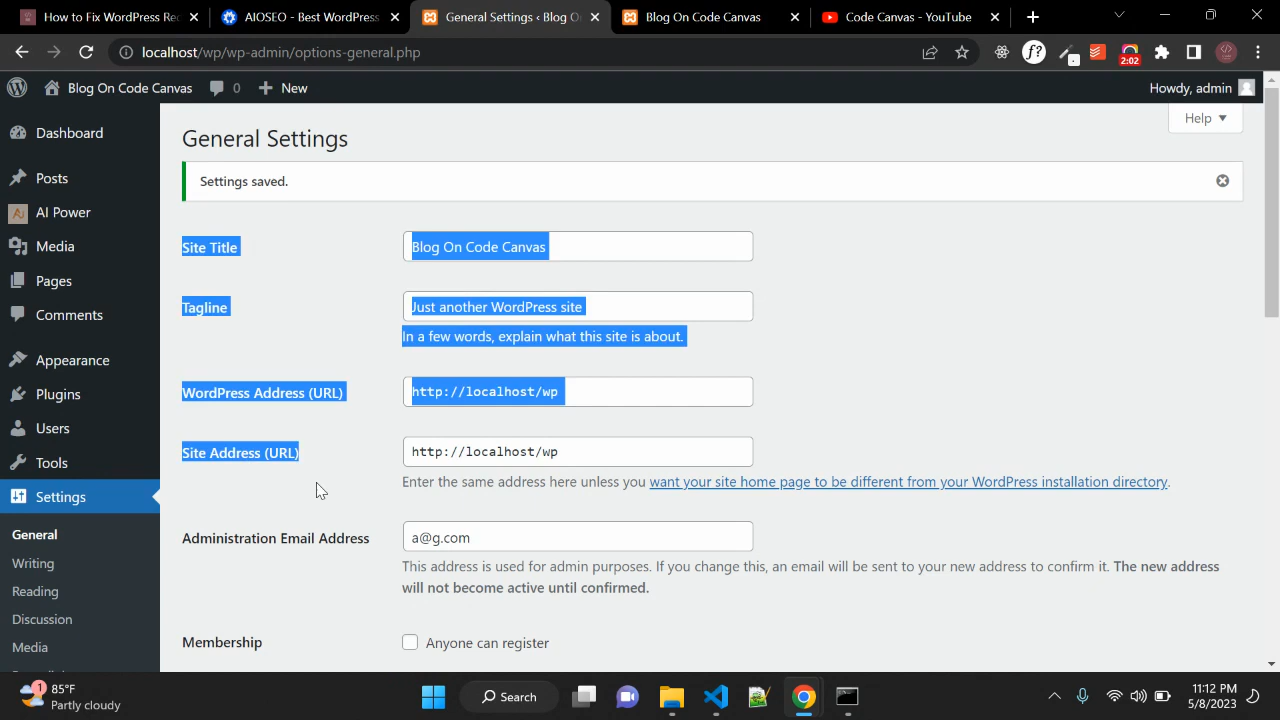 How to Fix WordPress Rec
AIOSEO - Best WordPress
General Settings ‹ Blog On
Blog On Code Canvas
Code Canvas - YouTube
localhost/wp/wp-admin/options-general.php
f?
2:02
Blog On Code Canvas
0
New
Howdy, admin
Dashboard
Posts
AI Power
Media
Pages
Comments
Appearance
Plugins
Users
Tools
Settings
General
Writing
Reading
Discussion
Media
Help
General Settings
Settings saved.
Site Title
Blog On Code Canvas
Tagline
Just another WordPress site
In a few words, explain what this site is about.
WordPress Address (URL)
http://localhost/wp
Site Address (URL)
http://localhost/wp
Enter the same address here unless you want your site home page to be different from your WordPress installation directory.
Administration Email Address
a@g.com
This address is used for admin purposes. If you change this, an email will be sent to your new address to confirm it. The new address
will not become active until confirmed.
Membership
Anyone can register
1
85°F
Partly cloudy
Search
11:12 PM
5/8/2023